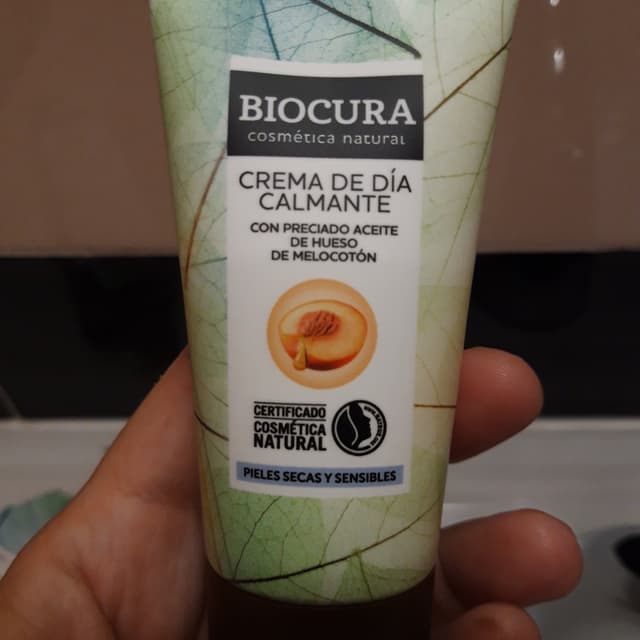 BIOCURA
cosmética natural
CREMA DE DÍA
CALMANTE
CON PRECIADO ACEITE
DE HUESO
DE MELOCOTÓN
CERTIFICADO
COSMÉTICA
NATURAL
PIELES SECAS Y SENSIBLES